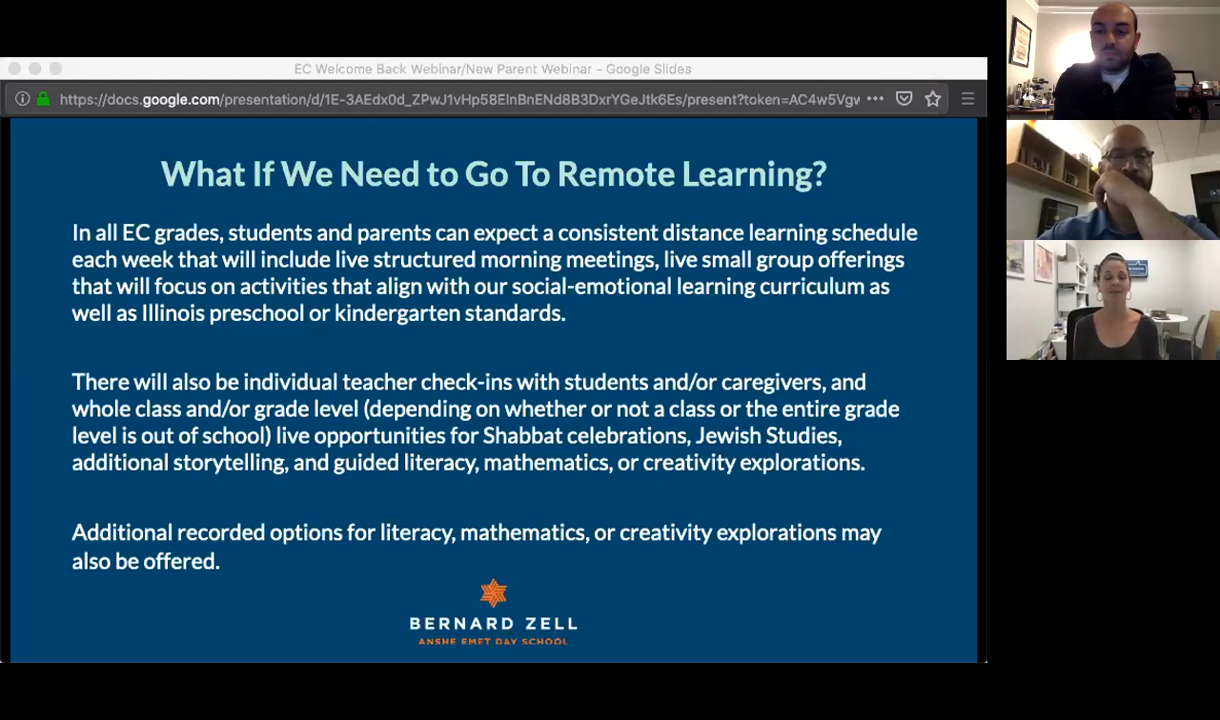 EC Welcome Back Webinar/New Parent Webinar - Google Slides
https://docs.google.com/presentation/d/1E-3AEdx0d_ZPwJ1vHp58ElnBnENd8B3DxrYGeJtk6Es/present?token=AC4w5Vgw
What If We Need to Go To Remote Learning?
In all EC grades, students and parents can expect a consistent distance learning schedule
each week that will include live structured morning meetings, live small group offerings
that will focus on activities that align with our social-emotional learning curriculum as
well as Illinois preschool or kindergarten standards.
There will also be individual teacher check-ins with students and/or caregivers, and
whole class and/or grade level (depending on whether or not a class or the entire grade
level is out of school) live opportunities for Shabbat celebrations, Jewish Studies,
additional storytelling, and guided literacy, mathematics, or creativity explorations.
Additional recorded options for literacy, mathematics, or creativity explorations may
also be offered.
BERNARD ZELL
ANSHE EMET DAY SCHOOL